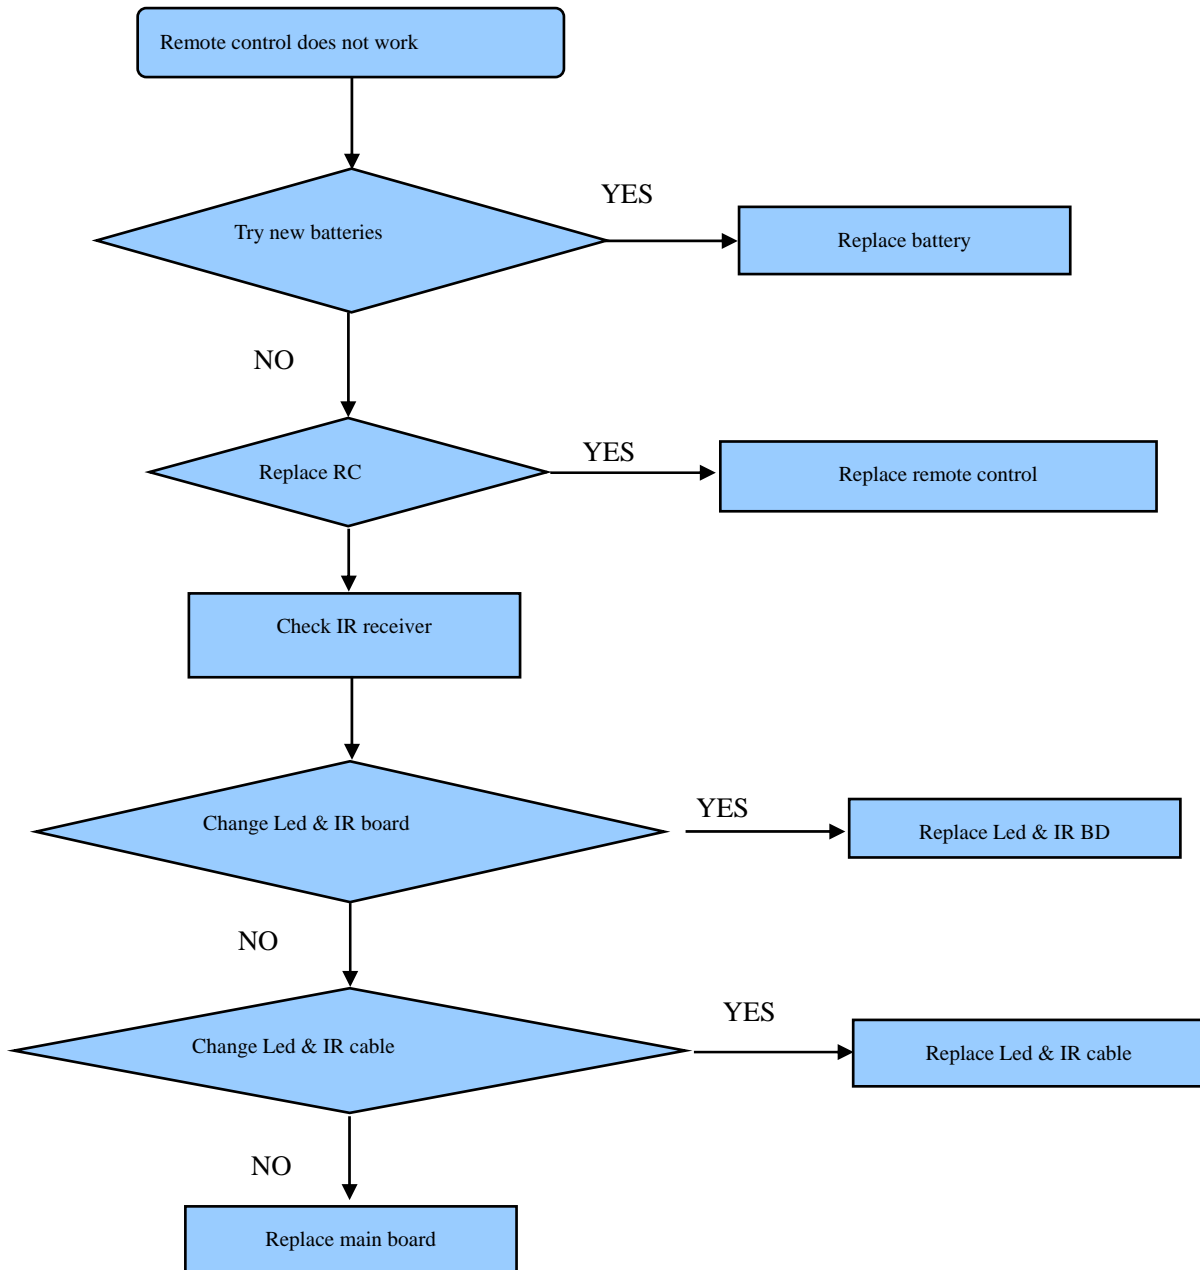 Remote control does not work
YES
Try new batteries
Replace battery
NO
YES
Replace RC
Replace remote control
Check IR receiver
YES
Change Led & IR board
Replace Led & IR BD
NO
YES
Change Led & IR cable
Replace Led & IR cable
NO
Replace main board